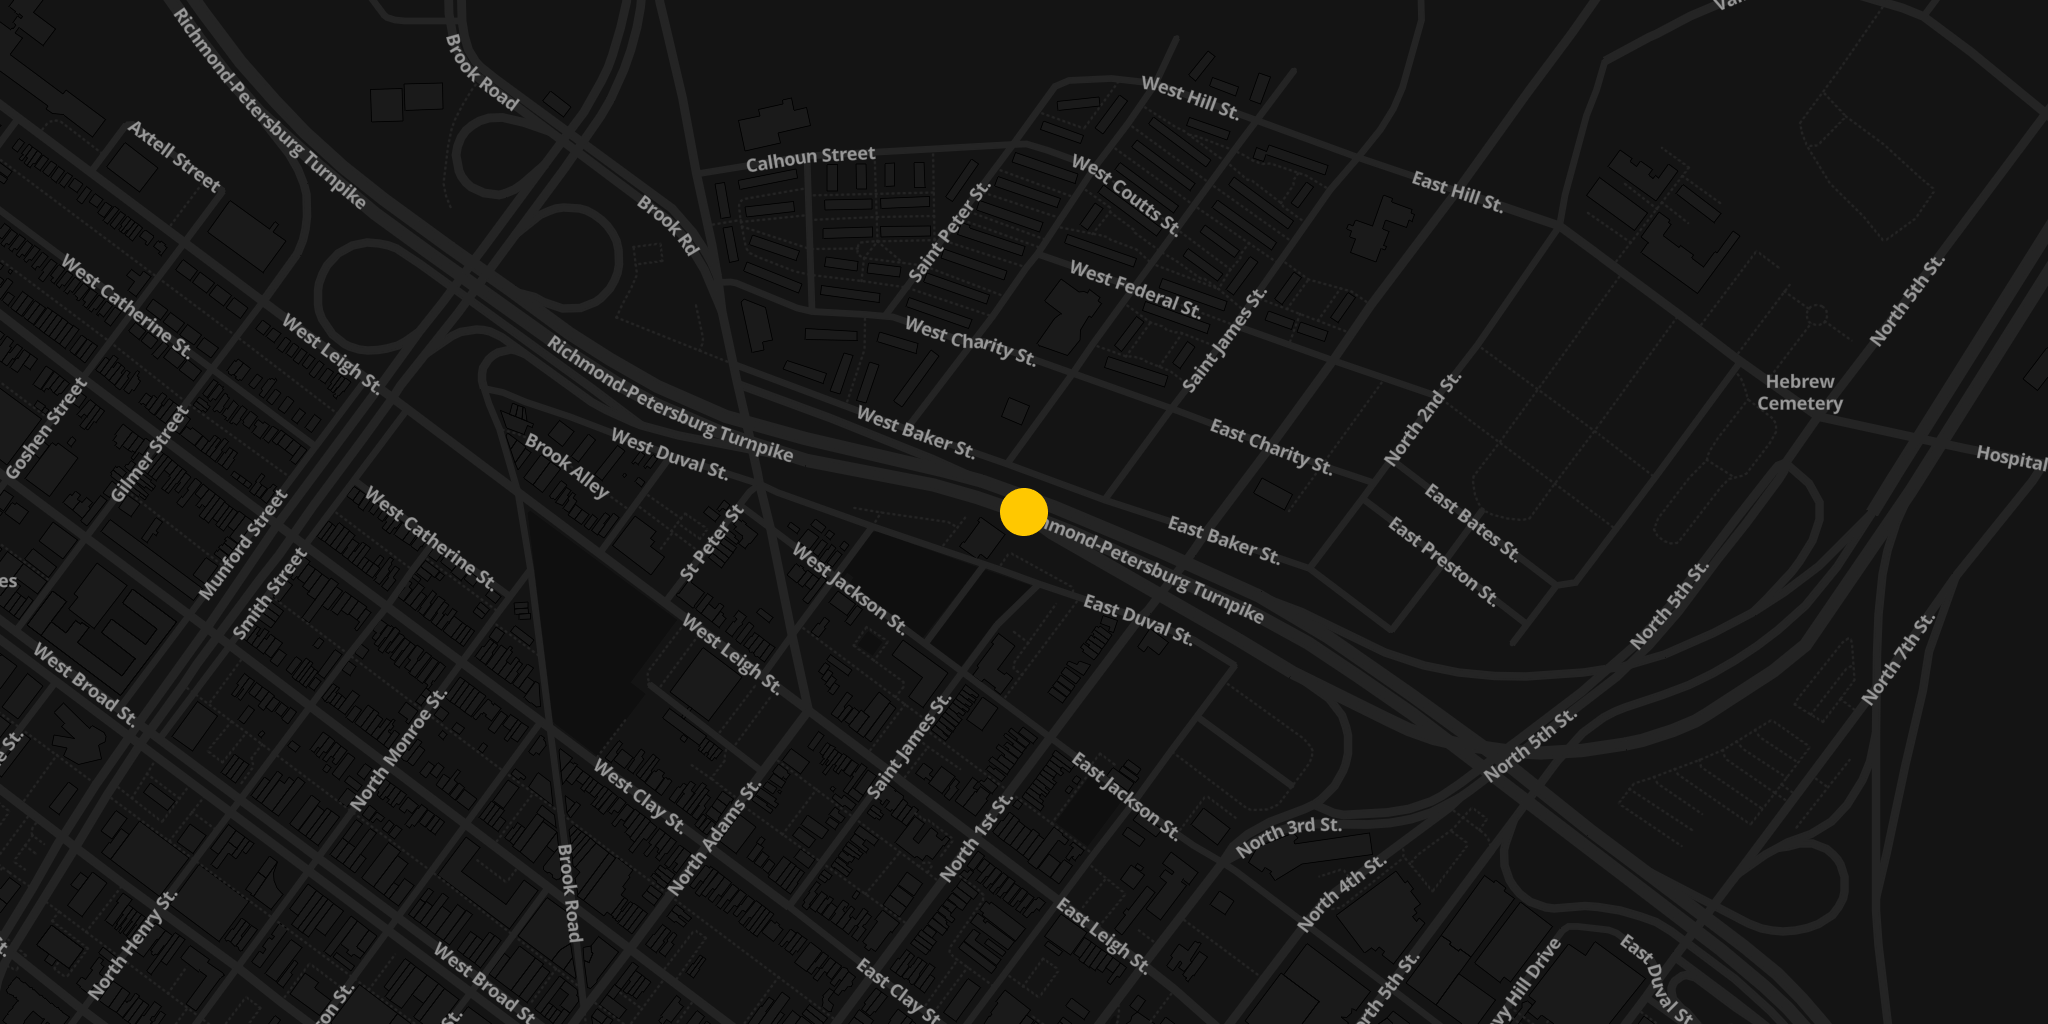 Richmond-Petersburg Turnpike
Brook Road
West Hill St.
Axtell Street
Calhoun Street
West Coutts St.
East Hill St.
Brook Rd
Saint Peter St.
West Catherine St.
West Federal St.
North 5th St.
West Leigh St.
West Charity St.
Saint James St.
Richmond-Petersburg Turnpike
North 2nd St.
Hebrew
Cemetery
Goshen Street
Gilmer Street
West Baker St.
West Duval St.
Brook Alley
East Charity St.
Hospital
West Catherine St.
Munford Street
St Peter St
East Baker St.
East Bates St.
East Preston St.
mond-Petersburg Turnpike
West Jackson St.
Smith Street
East Duval St.
North 5th St.
North 7th St.
West Broad St.
West Leigh St.
North Monroe St.
Saint James St.
North 5th St.
West Clay St.
North Adams St.
East Jackson St.
North 1st St.
North 3rd St.
Brook Road
North 4th St.
North Henry St.
East Leigh St.
West Broad St.
East Clay St.
East Duval St.